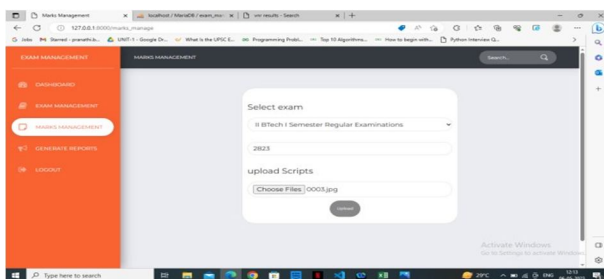 Marks Management
localhost / MariaDB / exam_mo
vnr results - Search
127.0.0.1:8000/marks_manage
Jobs
Starred - pranathi.b...
UNIT-1 - Google Dr...
What is the UPSC E...
Programming Probl...
Top 10 Algorithms...
How to begin with...
Python Interview Q...
EXAM MANAGEMENT
MARKS MANAGEMENT
Search..
DASHBOARD
EXAM MANAGEMENT
MARKS MANAGEMENT
GENERATE REPORTS
LOGOUT
Select exam
II BTech I Semester Regular Examinations
2B23
upload Scripts
Choose Files 0003.jpg
Upload
Activate Windows
Go to Settings to activate Windows.
Type here to search
29°C
ENG
12:13